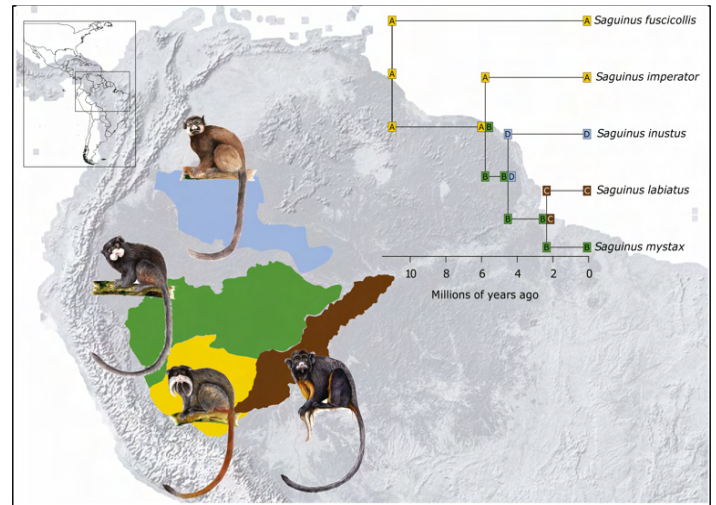 A A Saguinus fuscicollis
A A A Saguinus imperator
A A B D D Saguinus inustus
B B D C C Saguinus labiatus
B B C
B B Saguinus mystax
10 8 6 4 2 0
Millions of years ago